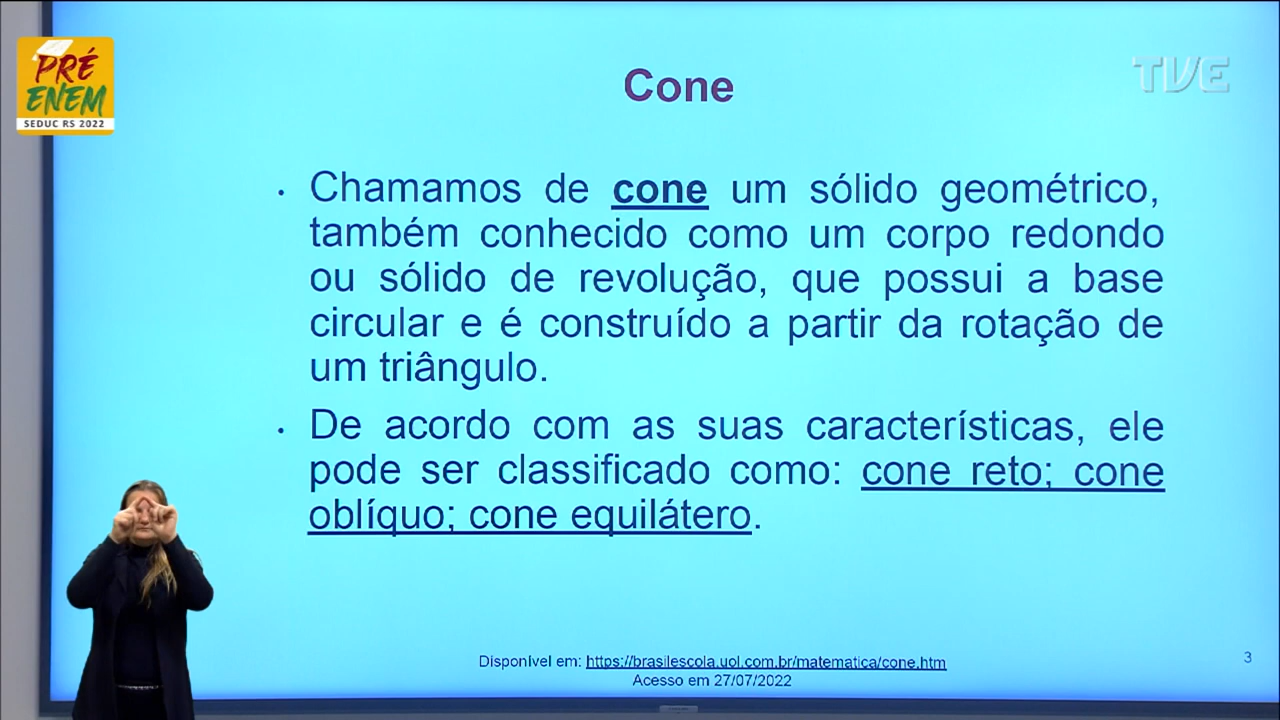 PRÉ
ENEM
SEDUC RS 2022
TVE
Cone
• Chamamos de cone um sólido geométrico,
também conhecido como um corpo redondo
ou sólido de revolução, que possui a base
circular e é construído a partir da rotação de
um triângulo.
• De acordo com as suas características, ele
pode ser classificado como: cone reto; cone
oblíquo; cone equilátero.
Disponível em: https://brasilescola.uol.com.br/matematica/cone.htm
Acesso em 27/07/2022
3